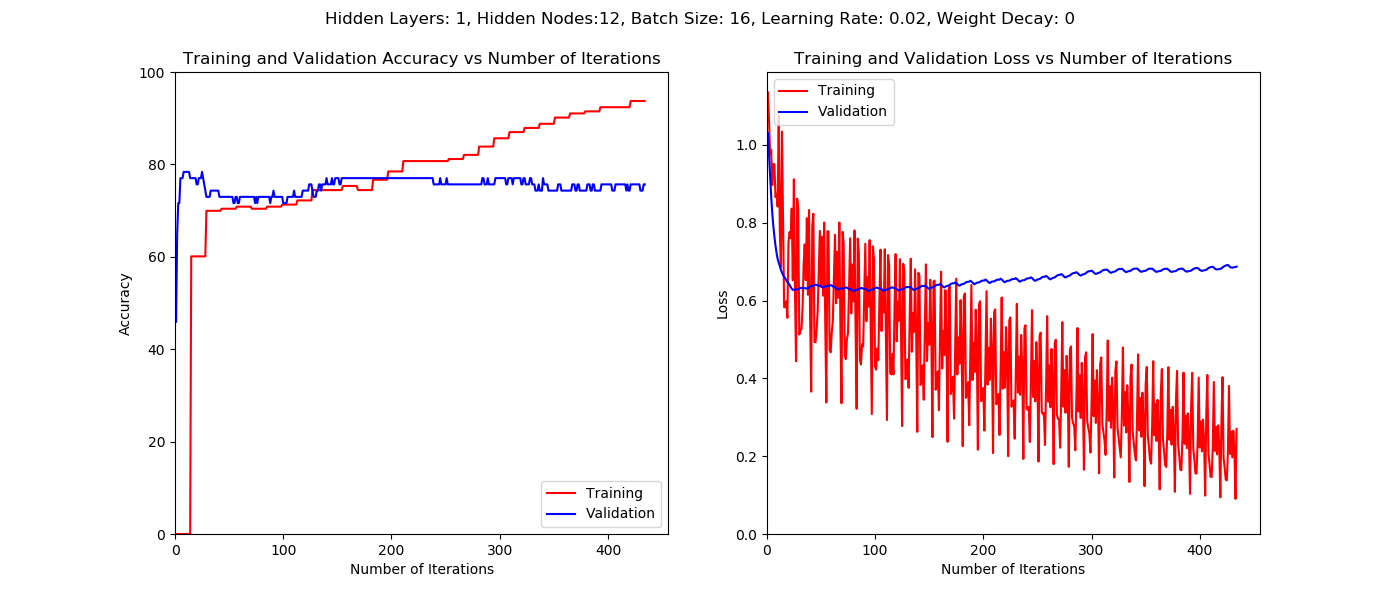 Hidden Layers: 1, Hidden Nodes:12, Batch Size: 16, Learning Rate: 0.02, Weight Decay: 0
Training and Validation Accuracy vs Number of Iterations
100
80
60
40
20
0
Accuracy
0 100 200 300 400
Number of Iterations
Training
Validation
Training and Validation Loss vs Number of Iterations
Training
Validation
1.0
0.8
0.6
0.4
0.2
0.0
Loss
0 100 200 300 400
Number of Iterations